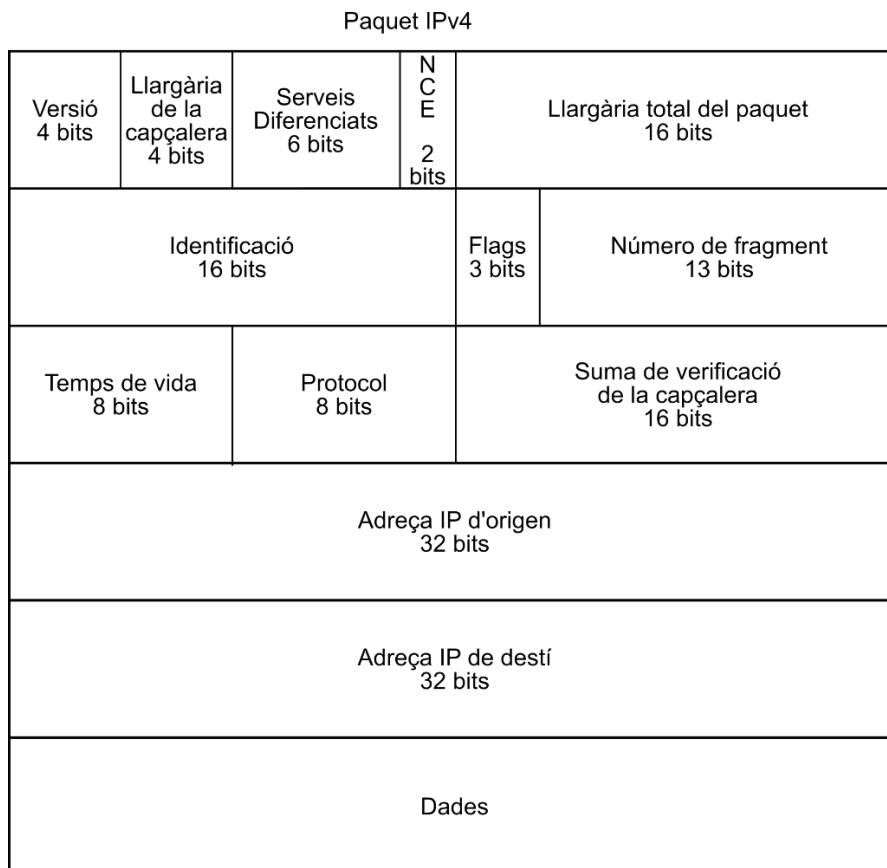 Paquet IPv4
Versió
4 bits
Llargària
de la
capçalera
4 bits
Serveis
Diferenciats
6 bits
N
C
E
2
bits
Llargària total del paquet
16 bits
Identificació
16 bits
Flags
3 bits
Número de fragment
13 bits
Temps de vida
8 bits
Protocol
8 bits
Suma de verificació
de la capçalera
16 bits
Adreça IP d'origen
32 bits
Adreça IP de destí
32 bits
Dades